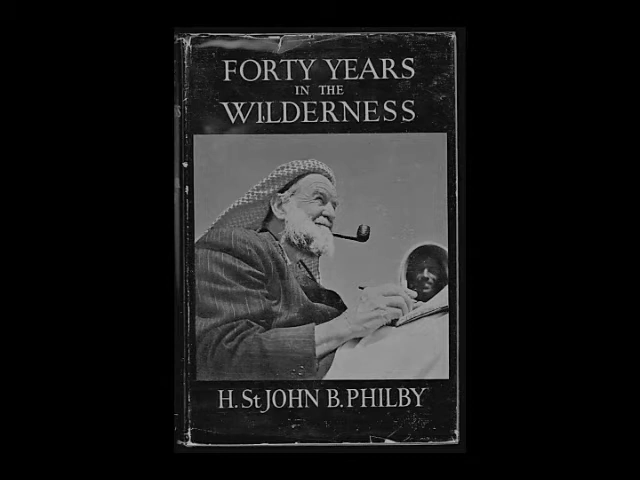 FORTY YEARS
IN THE
WILDERNESS
H. St JOHN B. PHILBY